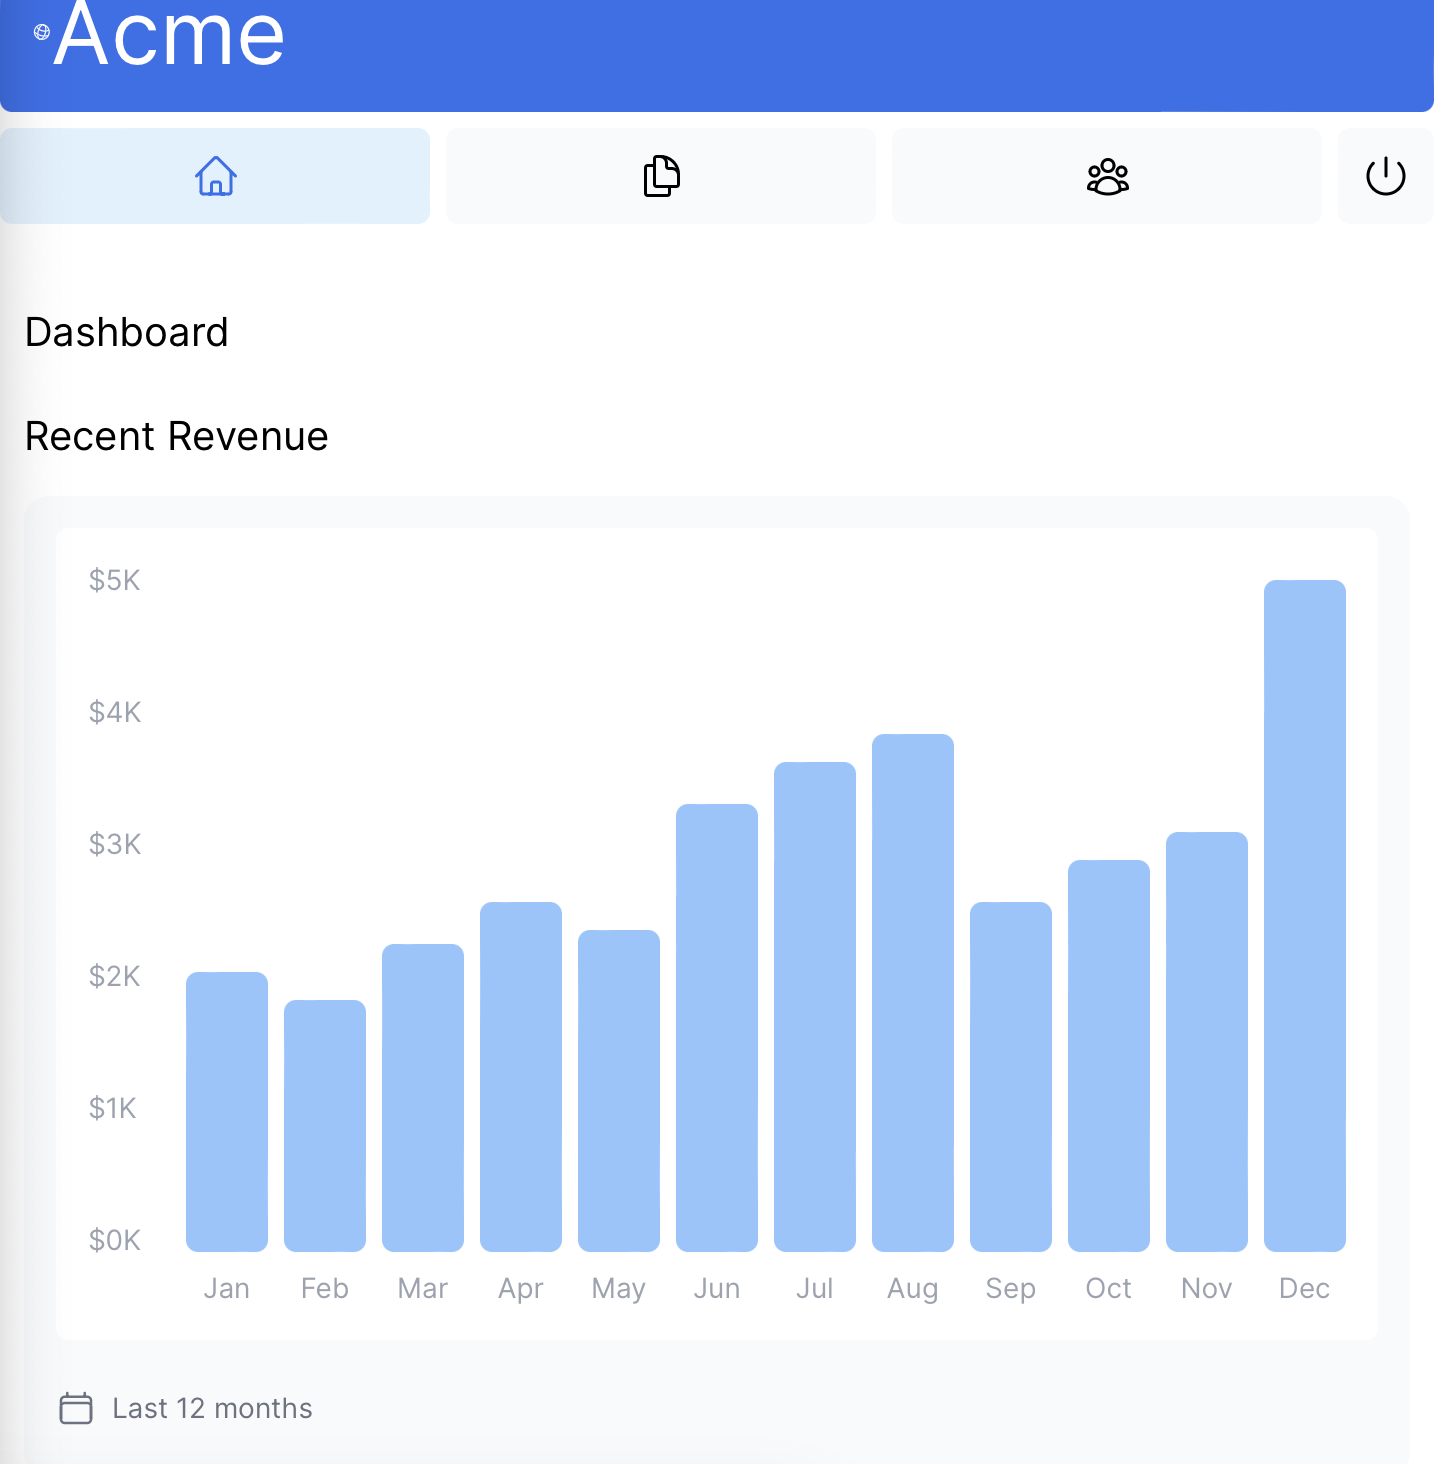 Acme
Dashboard
Recent Revenue
$5K
$4K
$3K
$2K
$1K
$0K
Jan Feb Mar Apr May Jun Jul Aug Sep Oct Nov Dec
Last 12 months